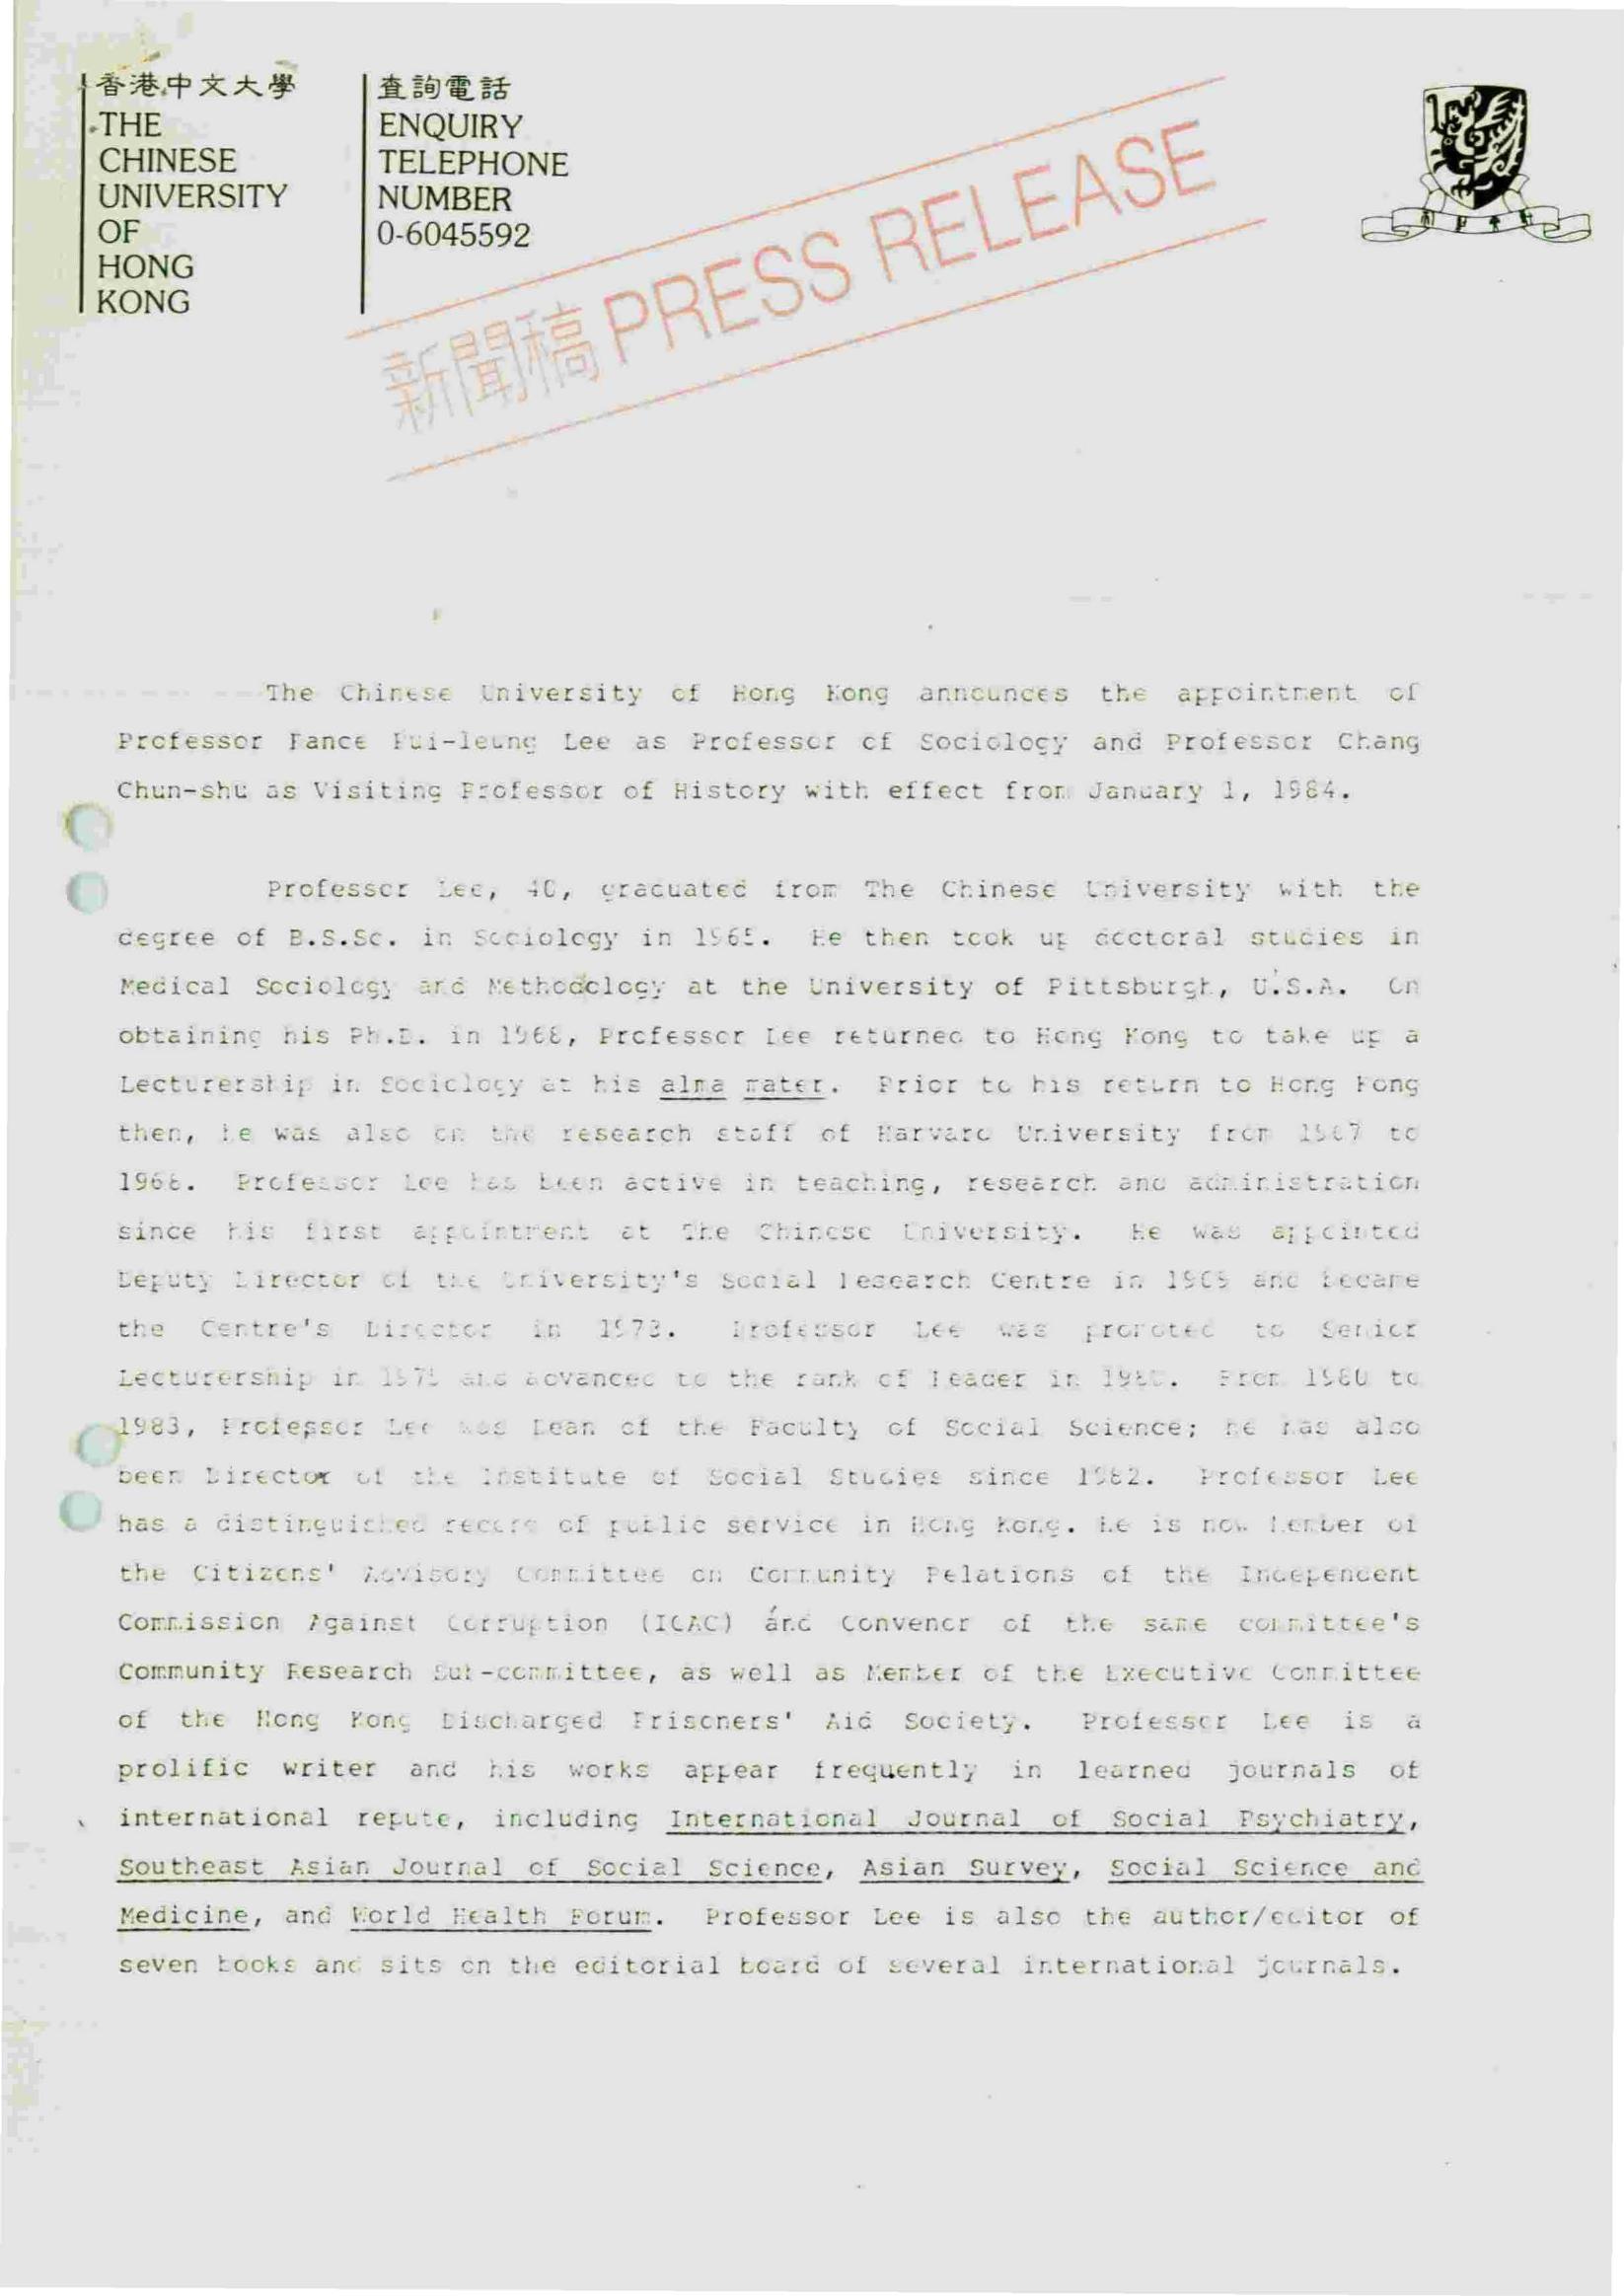 香港中文大學
THE
CHINESE
UNIVERSITY
OF
HONG
KONG
查詢電話
ENQUIRY
TELEPHONE
NUMBER
0-6045592
新聞稿 PRESS RELEASE
The Chinese University of Hong Kong announces the appointment of
Professor Rance Pui-leung Lee as Professor of Sociology and Professor Chang
Chun-shu as Visiting Professor of History with effect from January 1, 1984.
Professor Lee, 40, graduated from The Chinese University with the
degree of B.S.Sc. in Sociology in 1965. He then took up doctoral studies in
Medical Sociology and Methodology at the University of Pittsburgh, U.S.A. On
obtaining his Ph.D. in 1968, Professor Lee returned to Hong Kong to take up a
Lecturership in Sociology at his alma mater. Prior to his return to Hong Kong
then, he was also on the research staff of Harvard University from 1967 to
1968. Professor Lee has been active in teaching, research and administration
since his first appointment at The Chinese University. He was appointed
Deputy Director of the University's Social Research Centre in 1969 and became
the Centre's Director in 1973. Professor Lee was promoted to Senior
Lecturership in 1975 and advanced to the rank of Reader in From 1980 to
1983, Professor Lee was Dean of the Faculty of Social Science; he has also
been Director of the Institute of Social Studies since 1982. Professor Lee
has a distinguished record of public service in Hong Kong. He is now Member of
the Citizens' Advisory Committee on Community Relations of the Independent
Commission Against Corruption (ICAC) and Convenor of the same committee's
Community Research Sub-committee, as well as Member of the Executive Committee
of the Hong Kong Discharged Prisoners' Aid Society. Professor Lee is a
prolific writer and his works appear frequently in learned journals of
international repute, including International Journal of Social Psychiatry,
Southeast Asian Journal of Social Science, Asian Survey, Social Science and
Medicine, and World Health Forum. Professor Lee is also the author/editor of
seven books and sits on the editorial board of several international journals.